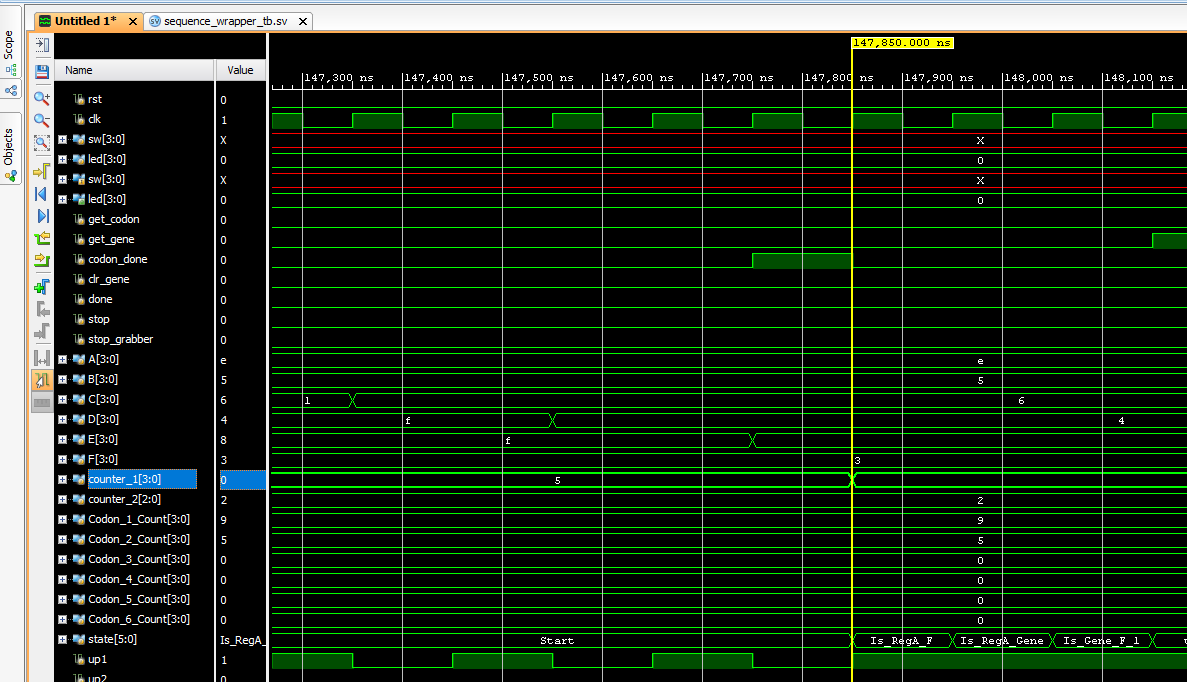 Untitled 1*
sequence_wrapper_tb.sv
Scope
Objects
Name
Value
147,850.000 ns
147,300 ns 147,400 ns 147,500 ns 147,600 ns 147,700 ns 147,800 ns 147,900 ns 148,000 ns 148,100 ns
rst 0
clk 1
sw[3:0] X X
led[3:0] 0 0
sw[3:0] X X
led[3:0] 0 0
get_codon 0
get_gene 0
codon_done 0
clr_gene 0
done 0
stop 0
stop_grabber 0
A[3:0] e e
B[3:0] 5 5
C[3:0] 6 1 6
D[3:0] 4 f 4
E[3:0] 8 f
F[3:0] 3 3
counter_1[3:0] 0 5
counter_2[2:0] 2 2
Codon_1_Count[3:0] 9 9
Codon_2_Count[3:0] 5 5
Codon_3_Count[3:0] 0 0
Codon_4_Count[3:0] 0 0
Codon_5_Count[3:0] 0 0
Codon_6_Count[3:0] 0 0
state[5:0] Is_RegA_ Start Is_RegA_F Is_RegA_Gene Is_Gene_F_1
up1 1
up2 0